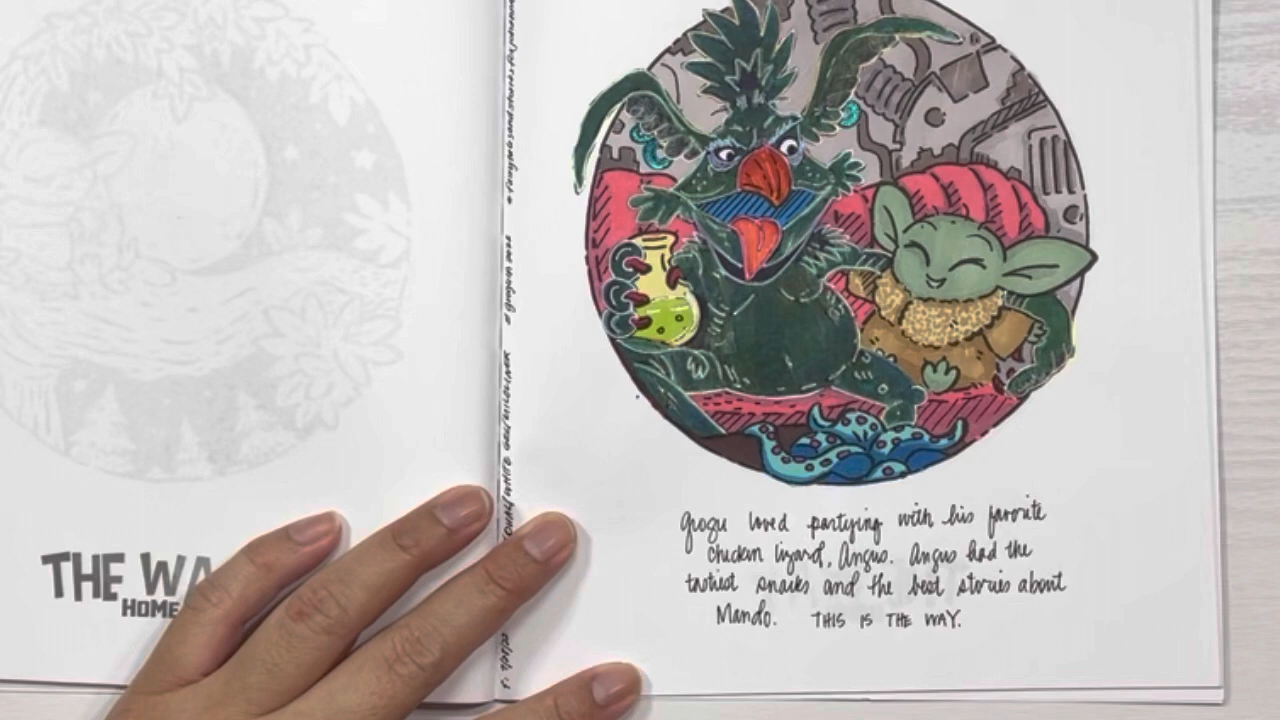 THE WA
HOME
Grogu loved partying with his favorite
chicken lizard, Angus. Angus had the
tastiest snacks and the best stories about
Mando. THIS IS THE WAY.